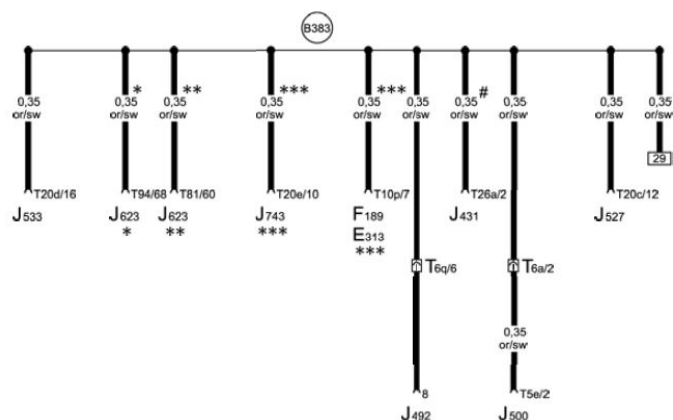 B383
0,35 or/sw
0,35 or/sw *
0,35 or/sw **
0,35 or/sw ***
0,35 or/sw ***
0,35 or/sw
0,35 or/sw #
0,35 or/sw
0,35 or/sw
0,35 or/sw
29
T20d/16
T94/68
T81/60
T20e/10
T10p/7
T26a/2
T20c/12
J533
J623
*
J623
**
J743
***
F189
E313
***
J431
J527
T6q/6
T6a/2
0,35 or/sw
8
T5e/2
J492
J500